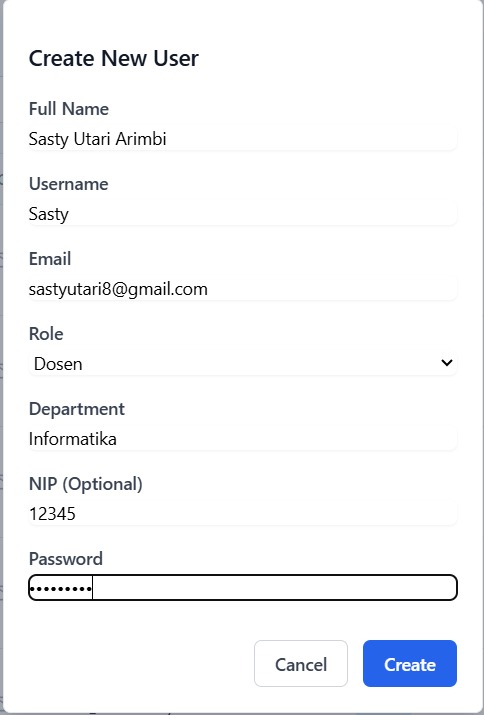 Create New User
Full Name
Sasty Utari Arimbi
Username
Sasty
Email
sastyutari8@gmail.com
Role
Dosen
Department
Informatika
NIP (Optional)
12345
Password
•••••••••
Cancel
Create